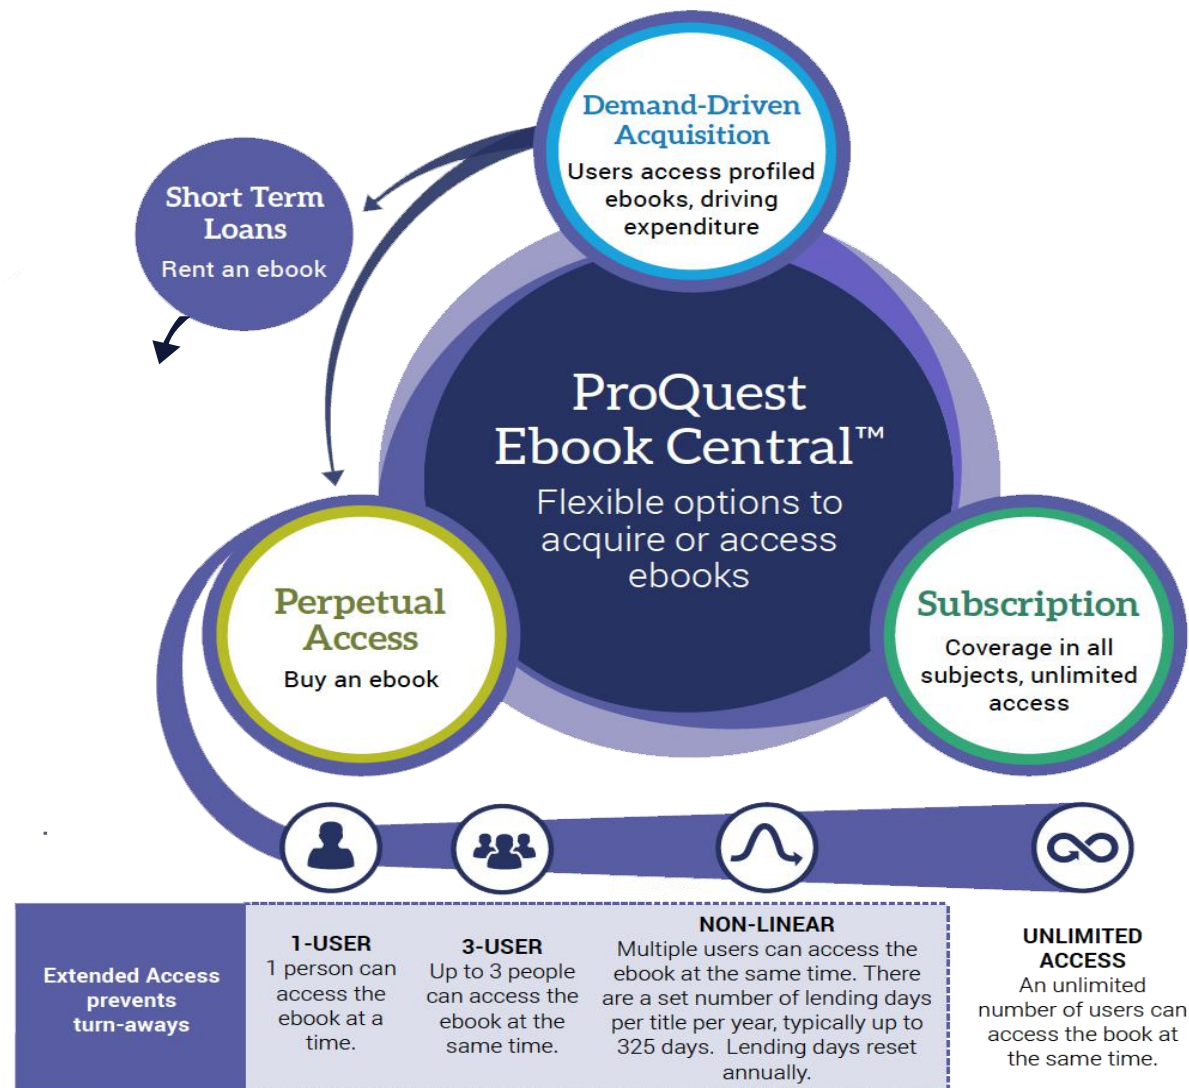 Demand-Driven
Acquisition
Users access profiled
ebooks, driving
expenditure
Short Term
Loans
Rent an ebook
ProQuest
Ebook Central™
Flexible options to
acquire or access
ebooks
Perpetual
Access
Buy an ebook
Subscription
Coverage in all
subjects, unlimited
access
Extended Access
prevents
turn-aways
1-USER
1 person can
access the
ebook at a
time.
3-USER
Up to 3 people
can access the
ebook at the
same time.
NON-LINEAR
Multiple users can access the
ebook at the same time. There
are a set number of lending days
per title per year, typically up to
325 days.  Lending days reset
annually.
UNLIMITED
ACCESS
An unlimited
number of users can
access the book at
the same time.